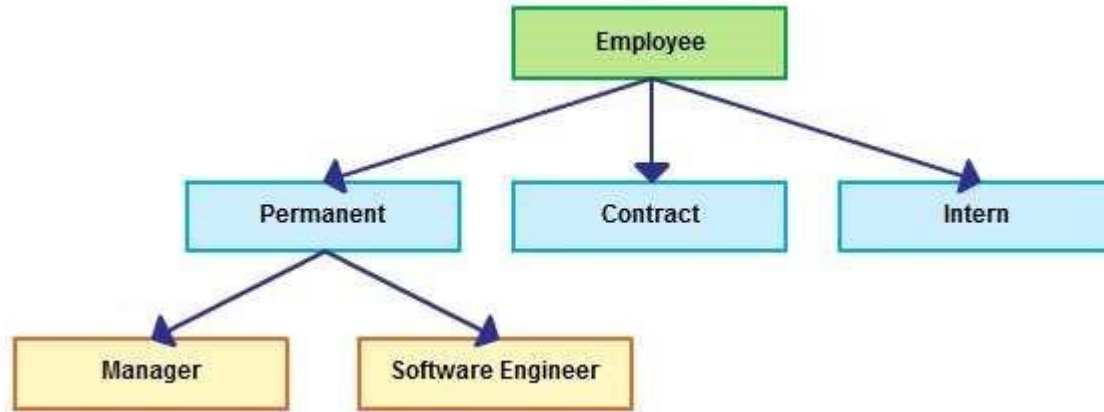 Employee
Permanent
Contract
Intern
Manager
Software Engineer